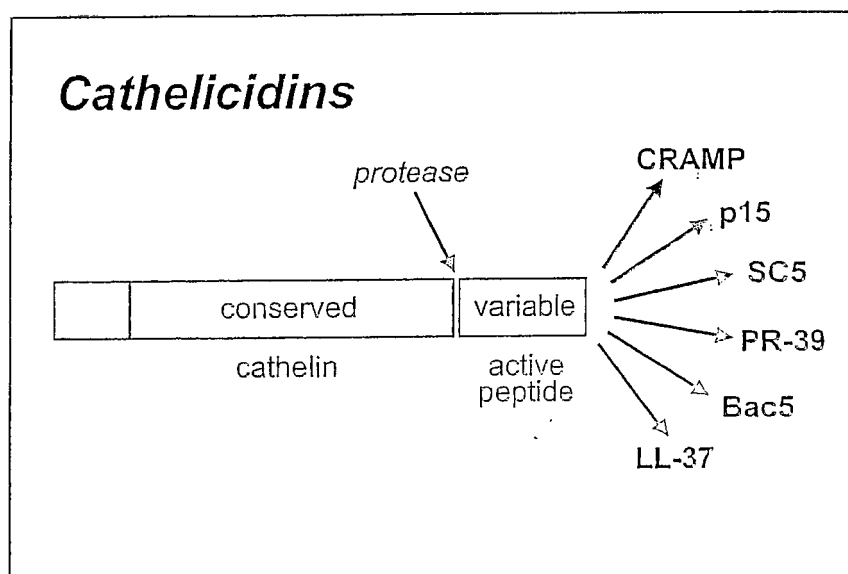 Cathelicidins
protease
CRAMP
p15
SC5
PR-39
Bac5
LL-37
conserved
variable
cathelin
active
peptide